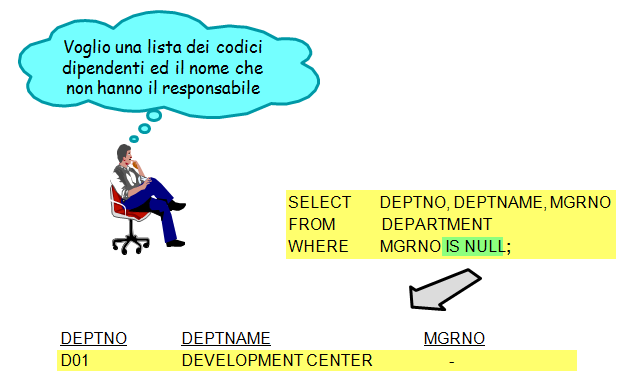 Voglio una lista dei codici
dipendenti ed il nome che
non hanno il responsabile
SELECT DEPTNO, DEPTNAME, MGRNO
FROM DEPARTMENT
WHERE MGRNO IS NULL;
DEPTNO DEPTNAME MGRNO
D01 DEVELOPMENT CENTER -